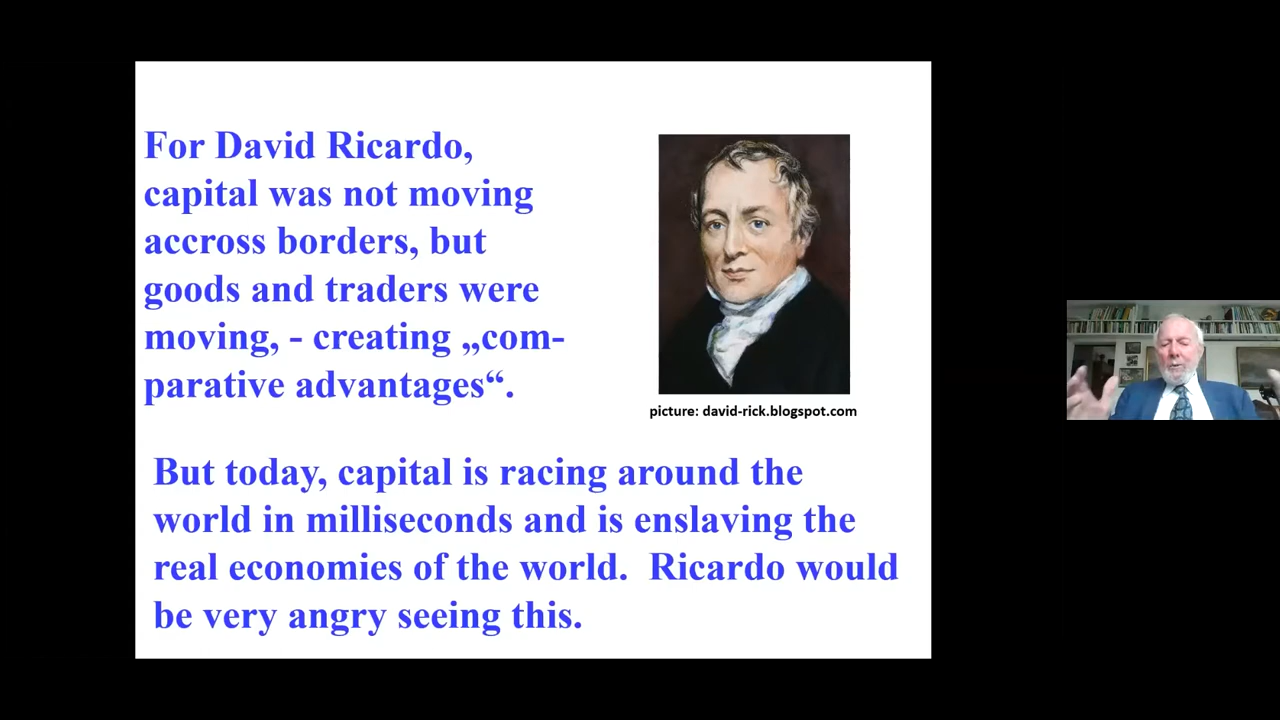 For David Ricardo,
capital was not moving
accross borders, but
goods and traders were
moving, - creating „com-
parative advantages“.
picture: david-rick.blogspot.com
But today, capital is racing around the
world in milliseconds and is enslaving the
real economies of the world.  Ricardo would
be very angry seeing this.